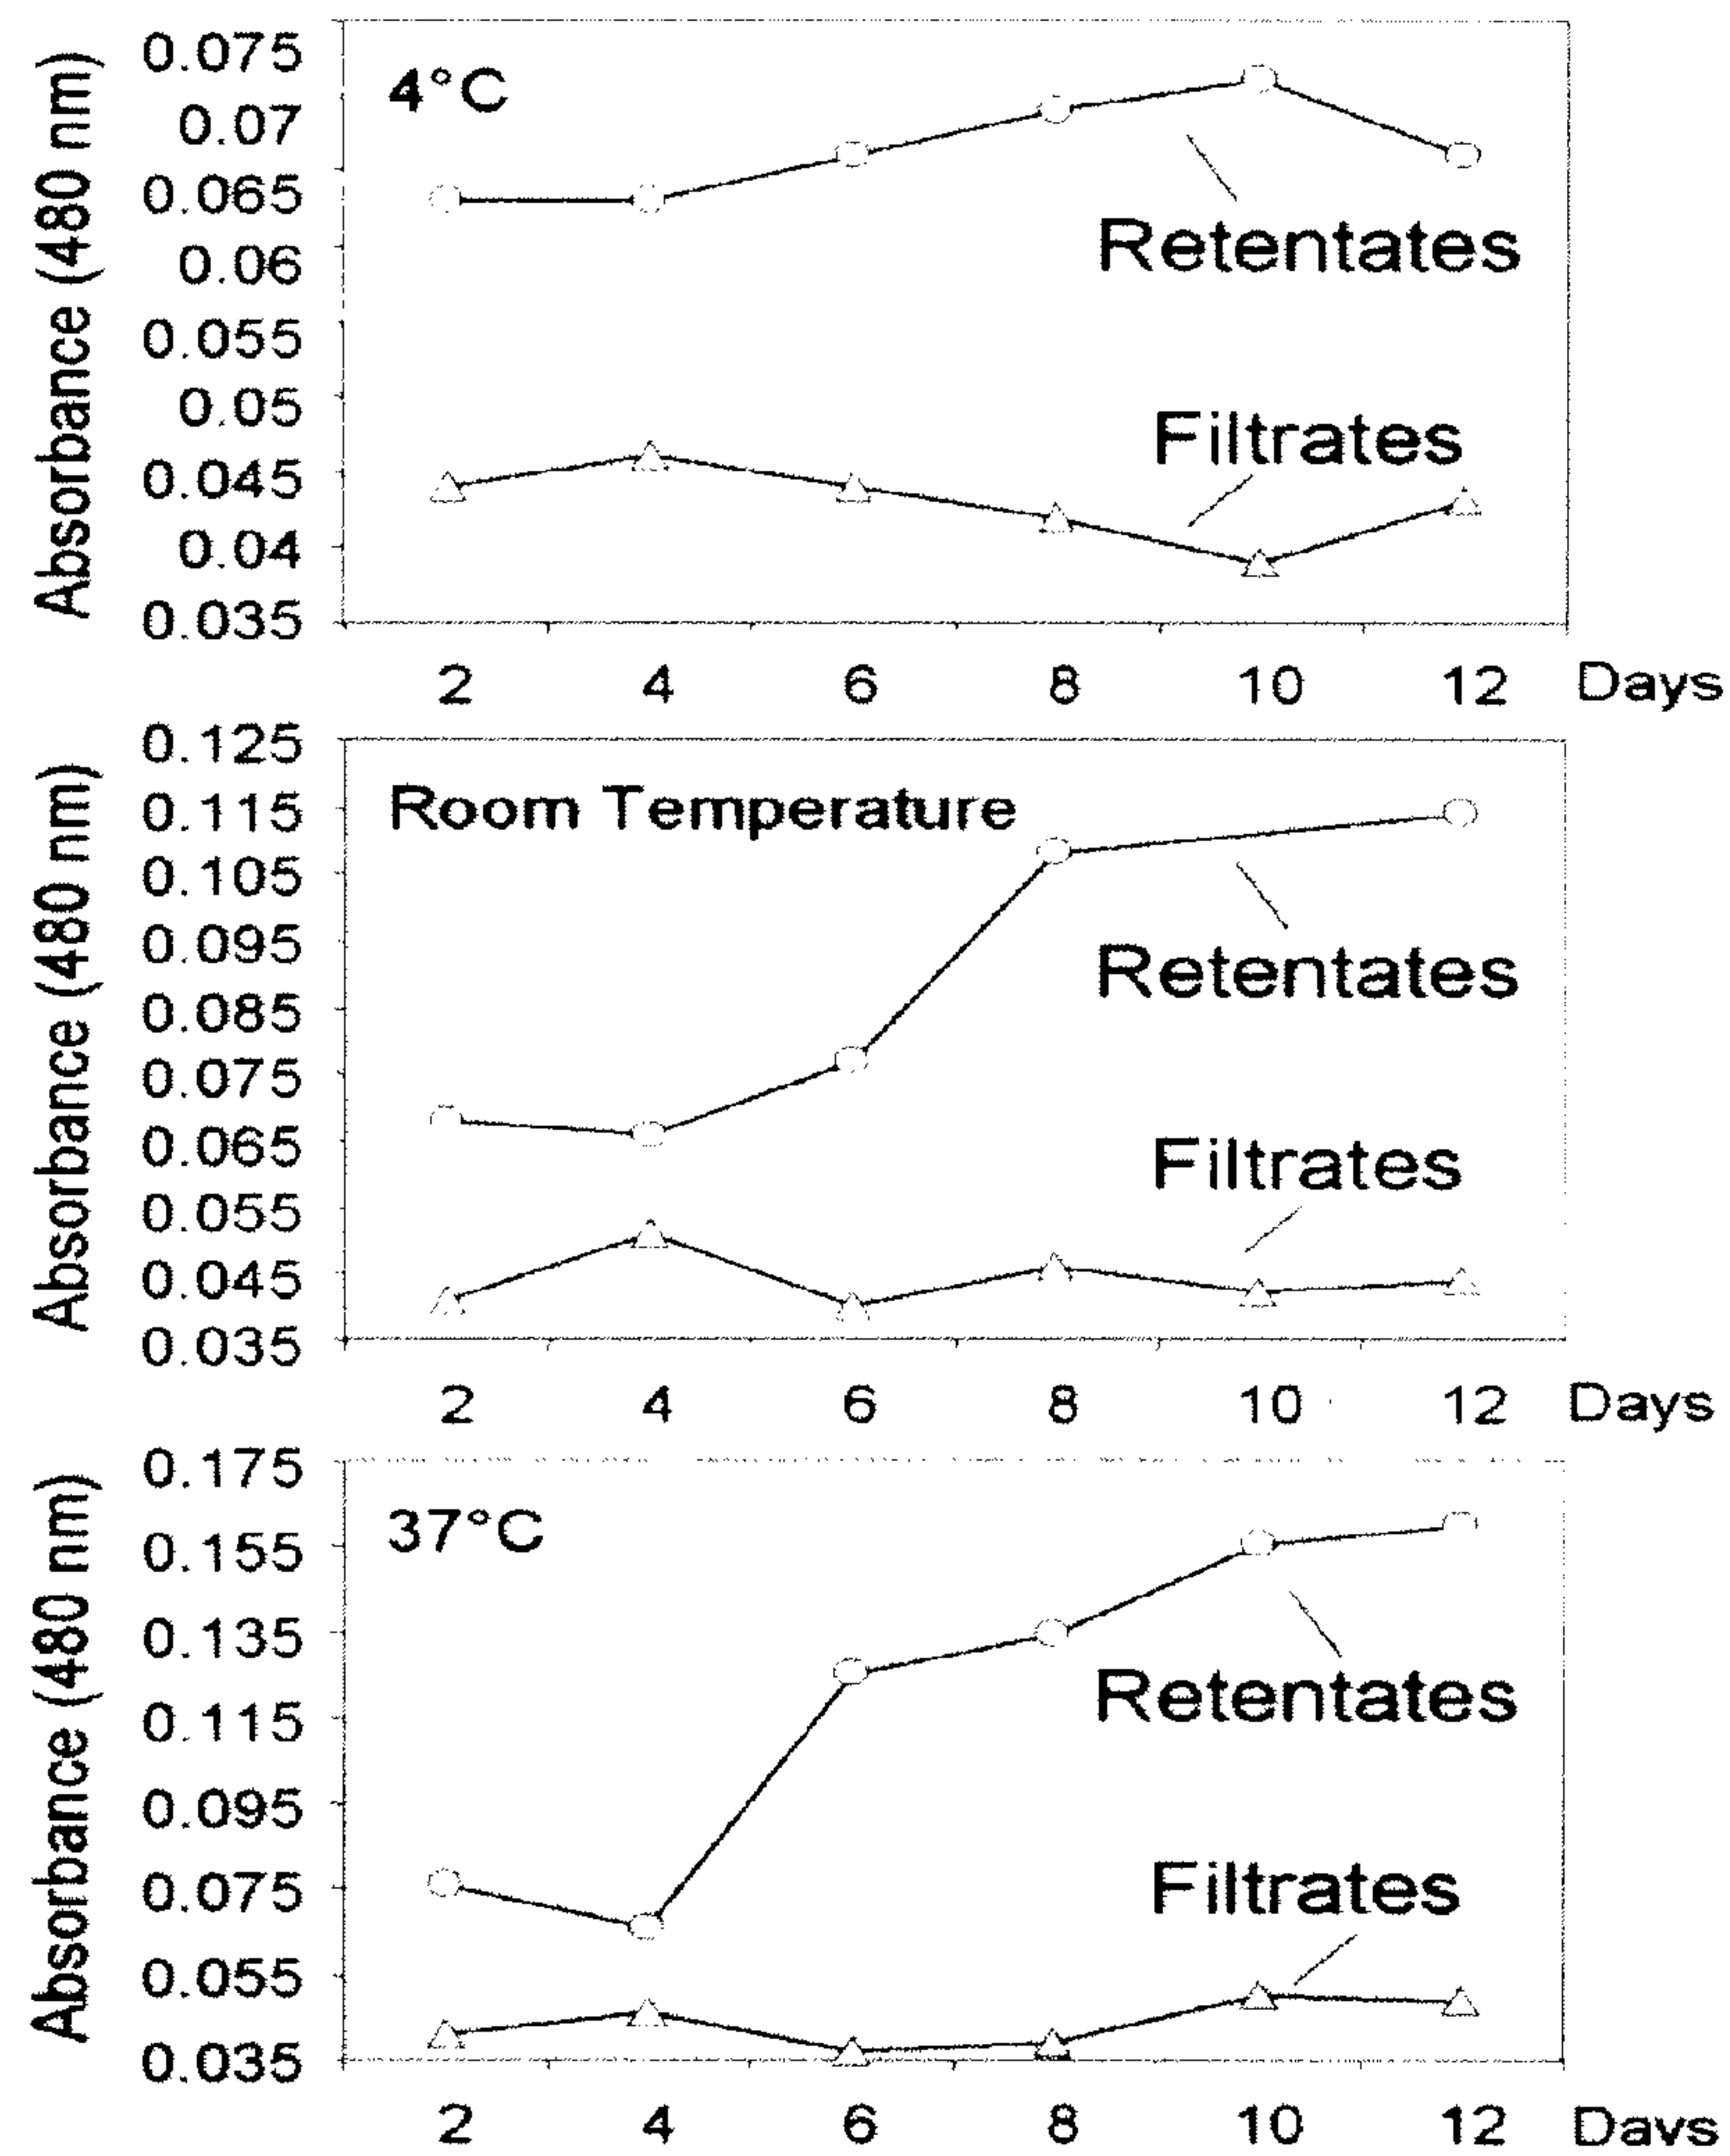 0.075
4°C
0.07
0.065
Retentates
0.06
0.055
0.05
Filtrates
0.045
0.04
0.035
Absorbance (480 nm)
2 4 6 8 10 12 Days
0.125
Room Temperature
0.115
0.105
0.095
Retentates
0.085
0.075
0.065
Filtrates
0.055
0.045
0.035
Absorbance (480 nm)
2 4 6 8 10 12 Days
0.175
37°C
0.155
0.135
Retentates
0.115
0.095
0.075
Filtrates
0.055
0.035
Absorbance (480 nm)
2 4 6 8 10 12 Days